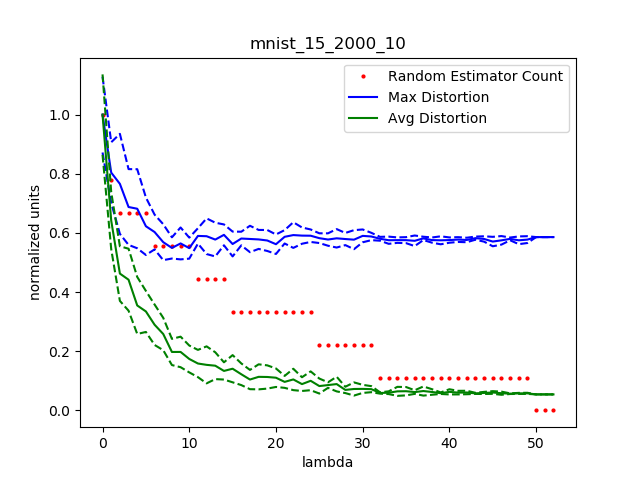 mnist_15_2000_10
Random Estimator Count
Max Distortion
Avg Distortion
normalized units
1.0
0.8
0.6
0.4
0.2
0.0
0 10 20 30 40 50
lambda